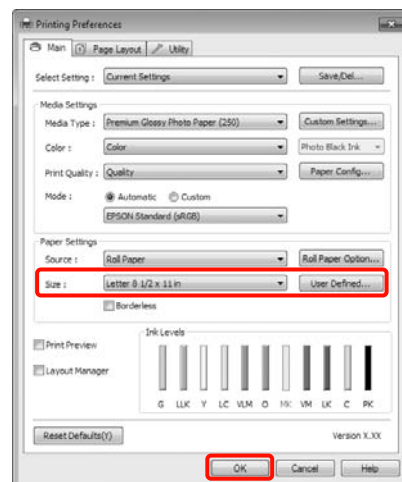 Printing Preferences
Main Page Layout Utility
Select Setting : Current Settings Save/Del...
Media Settings
Media Type : Premium Glossy Photo Paper (250) Custom Settings...
Color : Color Photo Black Ink
Print Quality : Quality Paper Config...
Mode : Automatic Custom
EPSON Standard (sRGB)
Paper Settings
Source : Roll Paper Roll Paper Option...
Size : Letter 8 1/2 x 11 in User Defined...
Borderless
Ink Levels
Print Preview
Layout Manager
G LLK Y LC VLM O MK VM LK C PK
Reset Defaults(Y) Version X.XX
OK Cancel Help